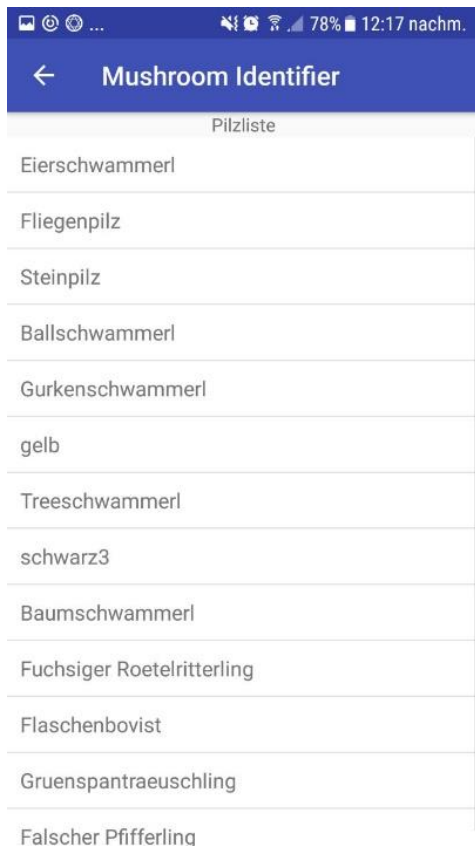 ... 78% 12:17 nachm.
Mushroom Identifier
Pilzliste
Eierschwammerl
Fliegenpilz
Steinpilz
Ballschwammerl
Gurkenschwammerl
gelb
Treeschwammerl
schwarz3
Baumschwammerl
Fuchsiger Roetelritterling
Flaschenbovist
Gruenspantraeuschling
Falscher Pfifferling